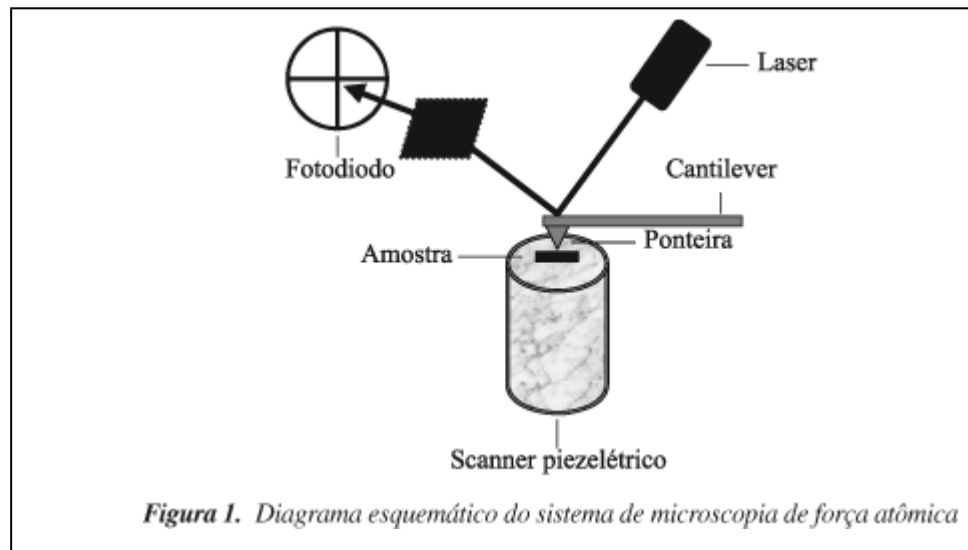 Laser
Fotodiodo
Cantilever
Amostra
Ponteira
Scanner piezelétrico
Figura 1. Diagrama esquemático do sistema de microscopia de força atômica